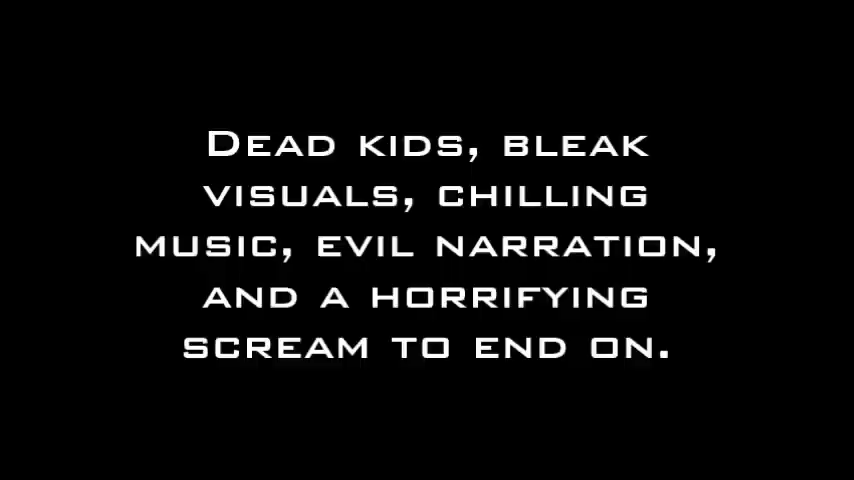 Dead kids, bleak
visuals, chilling
music, evil narration,
and a horrifying
scream to end on.